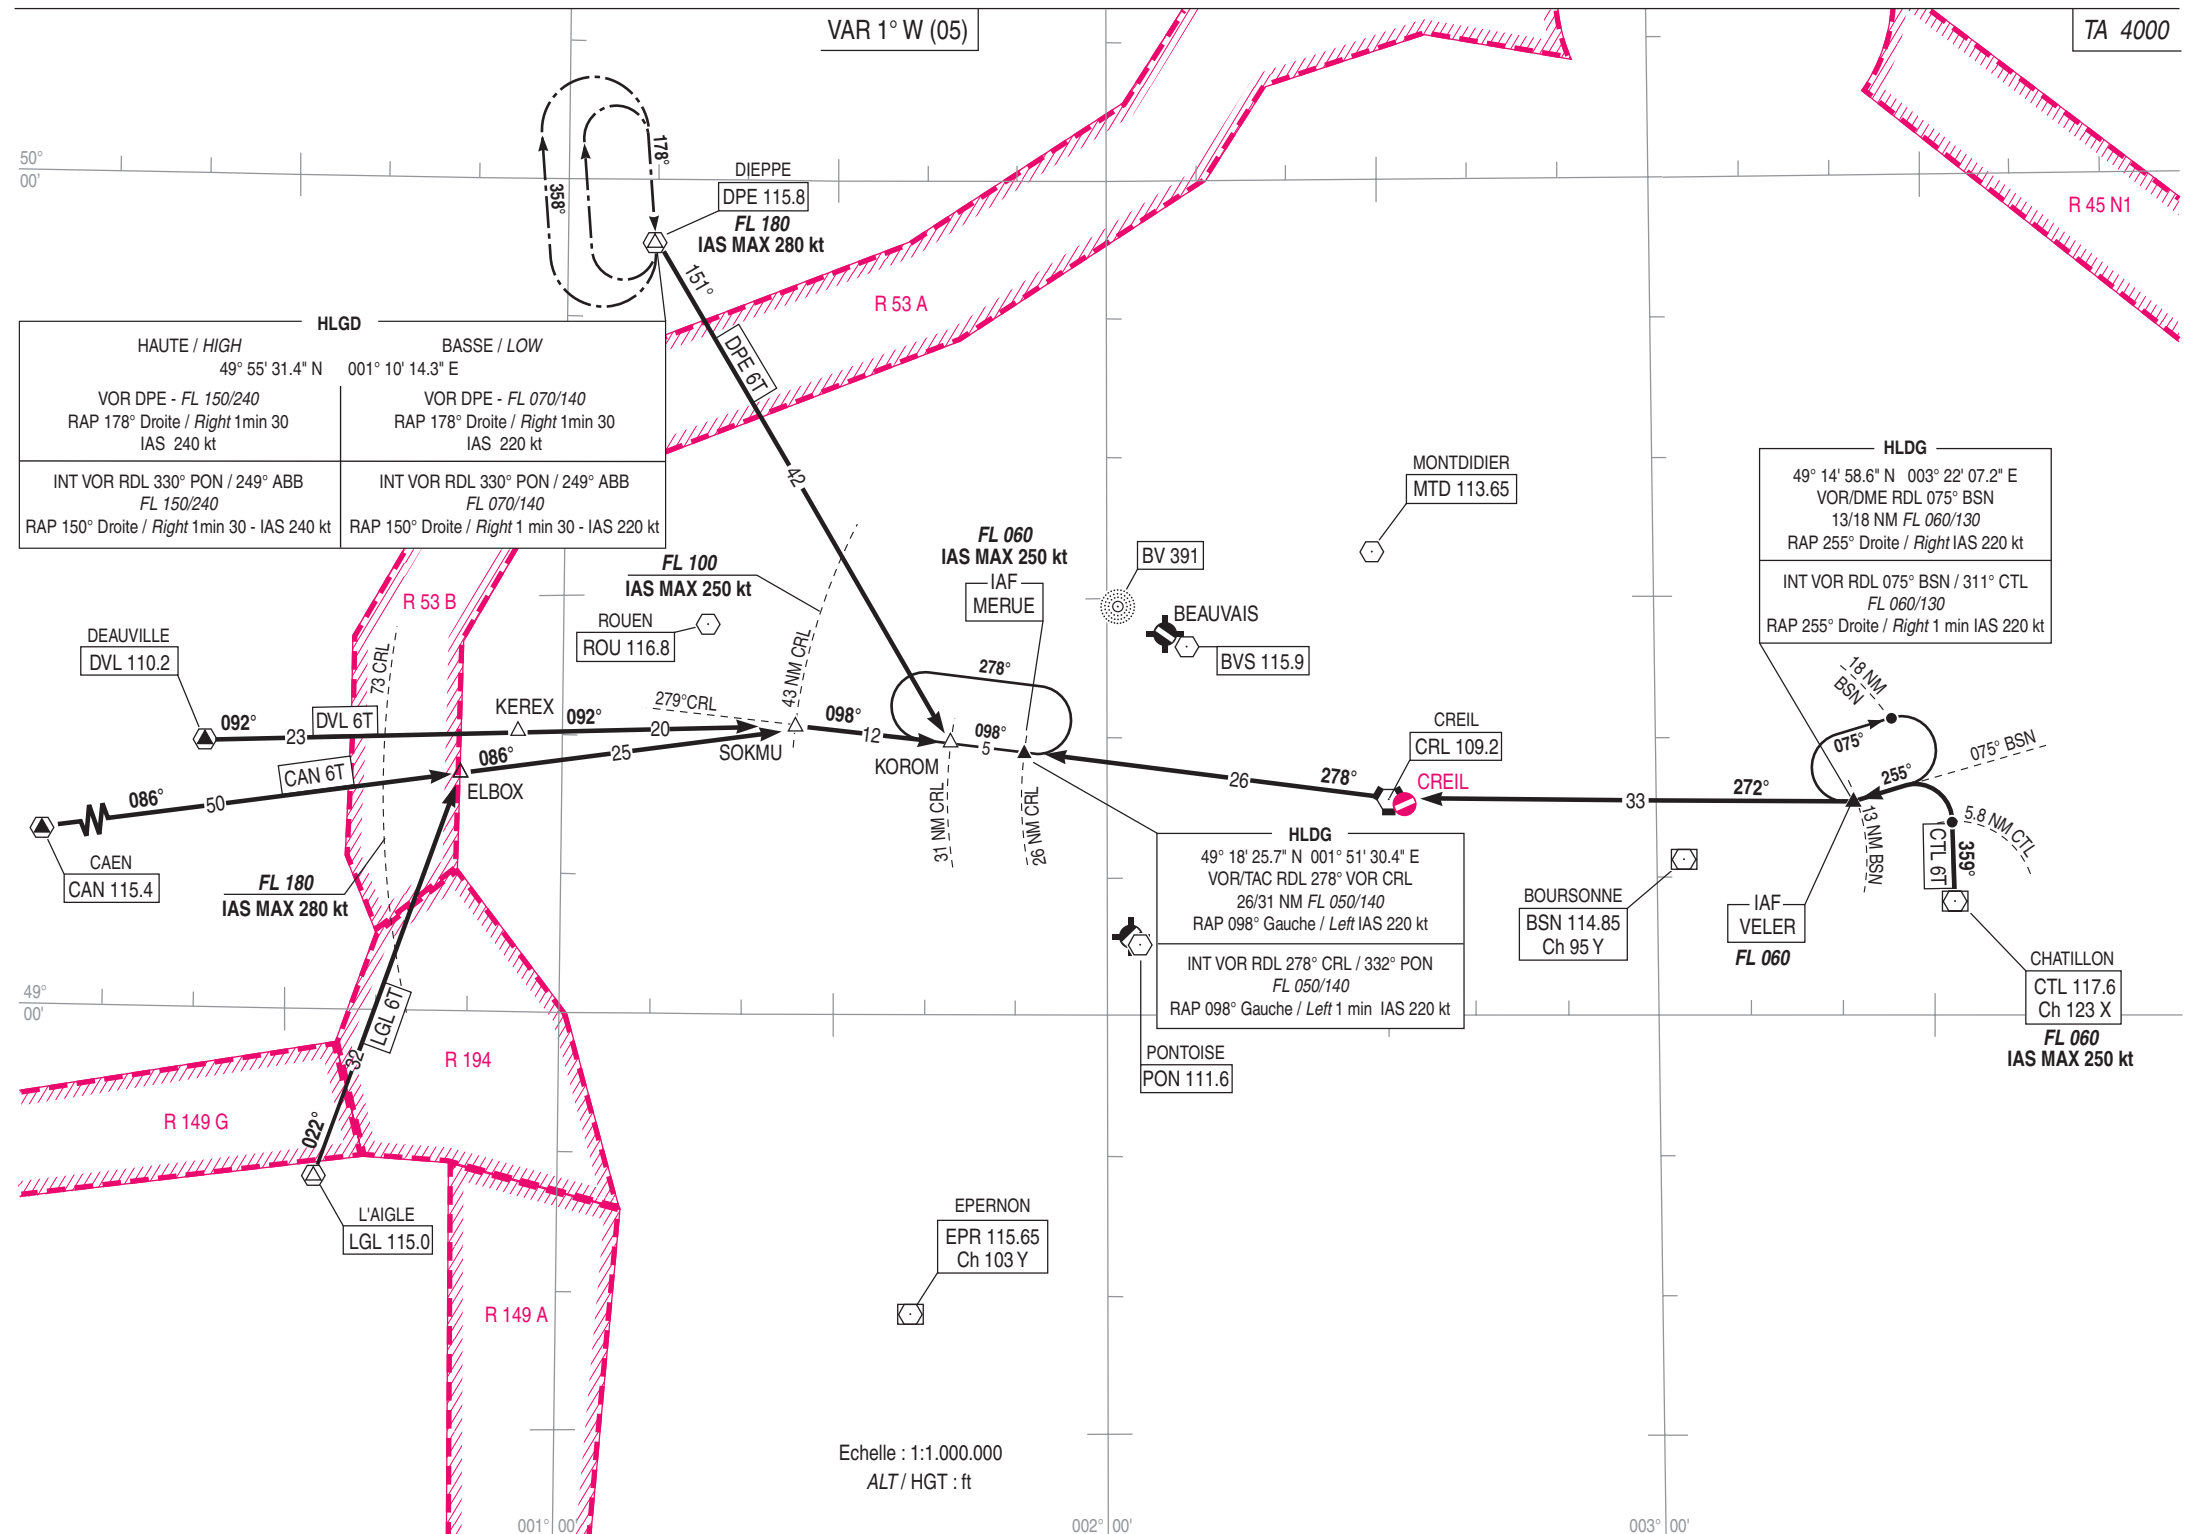 VAR 1° W (05)
TA 4000
50°
00'
178°
358°
DIEPPE
DPE 115.8
FL 180
IAS MAX 280 kt
151°
DPE 6T
42
R 53 A
R 45 N1
HLGD
HAUTE / HIGH
BASSE / LOW
49° 55' 31.4" N 001° 10' 14.3" E
VOR DPE - FL 150/240
RAP 178° Droite / Right 1min 30
IAS 240 kt
VOR DPE - FL 070/140
RAP 178° Droite / Right 1min 30
IAS 220 kt
INT VOR RDL 330° PON / 249° ABB
FL 150/240
RAP 150° Droite / Right 1min 30 - IAS 240 kt
INT VOR RDL 330° PON / 249° ABB
FL 070/140
RAP 150° Droite / Right 1 min 30 - IAS 220 kt
MONTDIDIER
MTD 113.65
HLDG
49° 14' 58.6" N 003° 22' 07.2" E
VOR/DME RDL 075° BSN
13/18 NM FL 060/130
RAP 255° Droite / Right IAS 220 kt
INT VOR RDL 075° BSN / 311° CTL
FL 060/130
RAP 255° Droite / Right 1 min IAS 220 kt
FL 060
IAS MAX 250 kt
IAF
MERUE
BV 391
BEAUVAIS
BVS 115.9
FL 100
IAS MAX 250 kt
R 53 B
ROUEN
ROU 116.8
DEAUVILLE
DVL 110.2
73 CRL
43 NM CRL
279°CRL
278°
092°
23
DVL 6T
KEREX
092°
20
SOKMU
098°
12
KOROM
098°
5
086°
25
CAN 6T
086°
50
ELBOX
CAEN
CAN 115.4
FL 180
IAS MAX 280 kt
31 NM CRL
26 NM CRL
26
278°
CREIL
CRL 109.2
CREIL
33
272°
18 NM
BSN
075°
255°
075° BSN
13 NM BSN
5.8 NM CTL
CTL 6T
359°
HLDG
49° 18' 25.7" N 001° 51' 30.4" E
VOR/TAC RDL 278° VOR CRL
26/31 NM FL 050/140
RAP 098° Gauche / Left IAS 220 kt
INT VOR RDL 278° CRL / 332° PON
FL 050/140
RAP 098° Gauche / Left 1 min IAS 220 kt
BOURSONNE
BSN 114.85
Ch 95 Y
IAF
VELER
FL 060
CHATILLON
CTL 117.6
Ch 123 X
FL 060
IAS MAX 250 kt
49°
00'
LGL 6T
32
022°
R 194
R 149 G
PONTOISE
PON 111.6
L'AIGLE
LGL 115.0
EPERNON
EPR 115.65
Ch 103 Y
R 149 A
Echelle : 1:1.000.000
ALT / HGT : ft
001° 00'
002° 00'
003° 00'